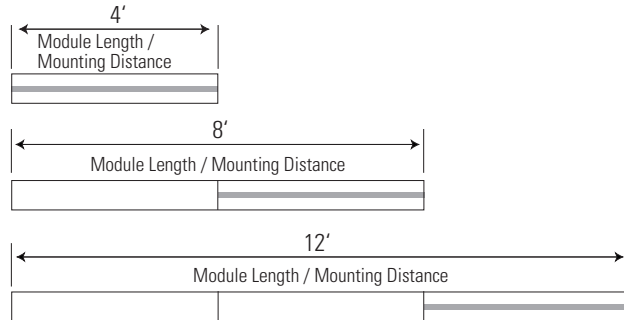 4‘
Module Length /
Mounting Distance
8‘
Module Length / Mounting Distance
12‘
Module Length / Mounting Distance